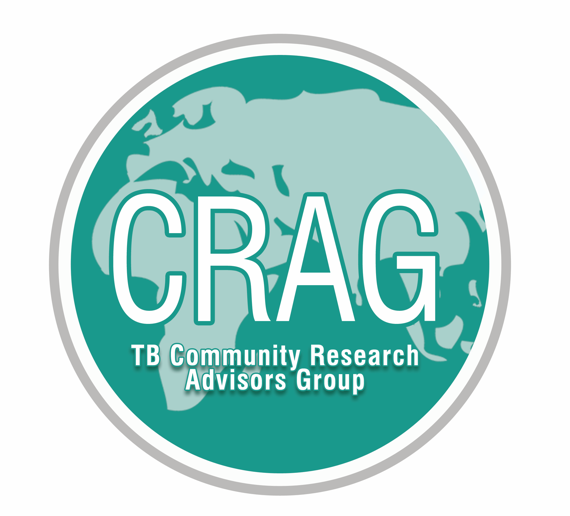 CRAG
TB Community Research
Advisors Group